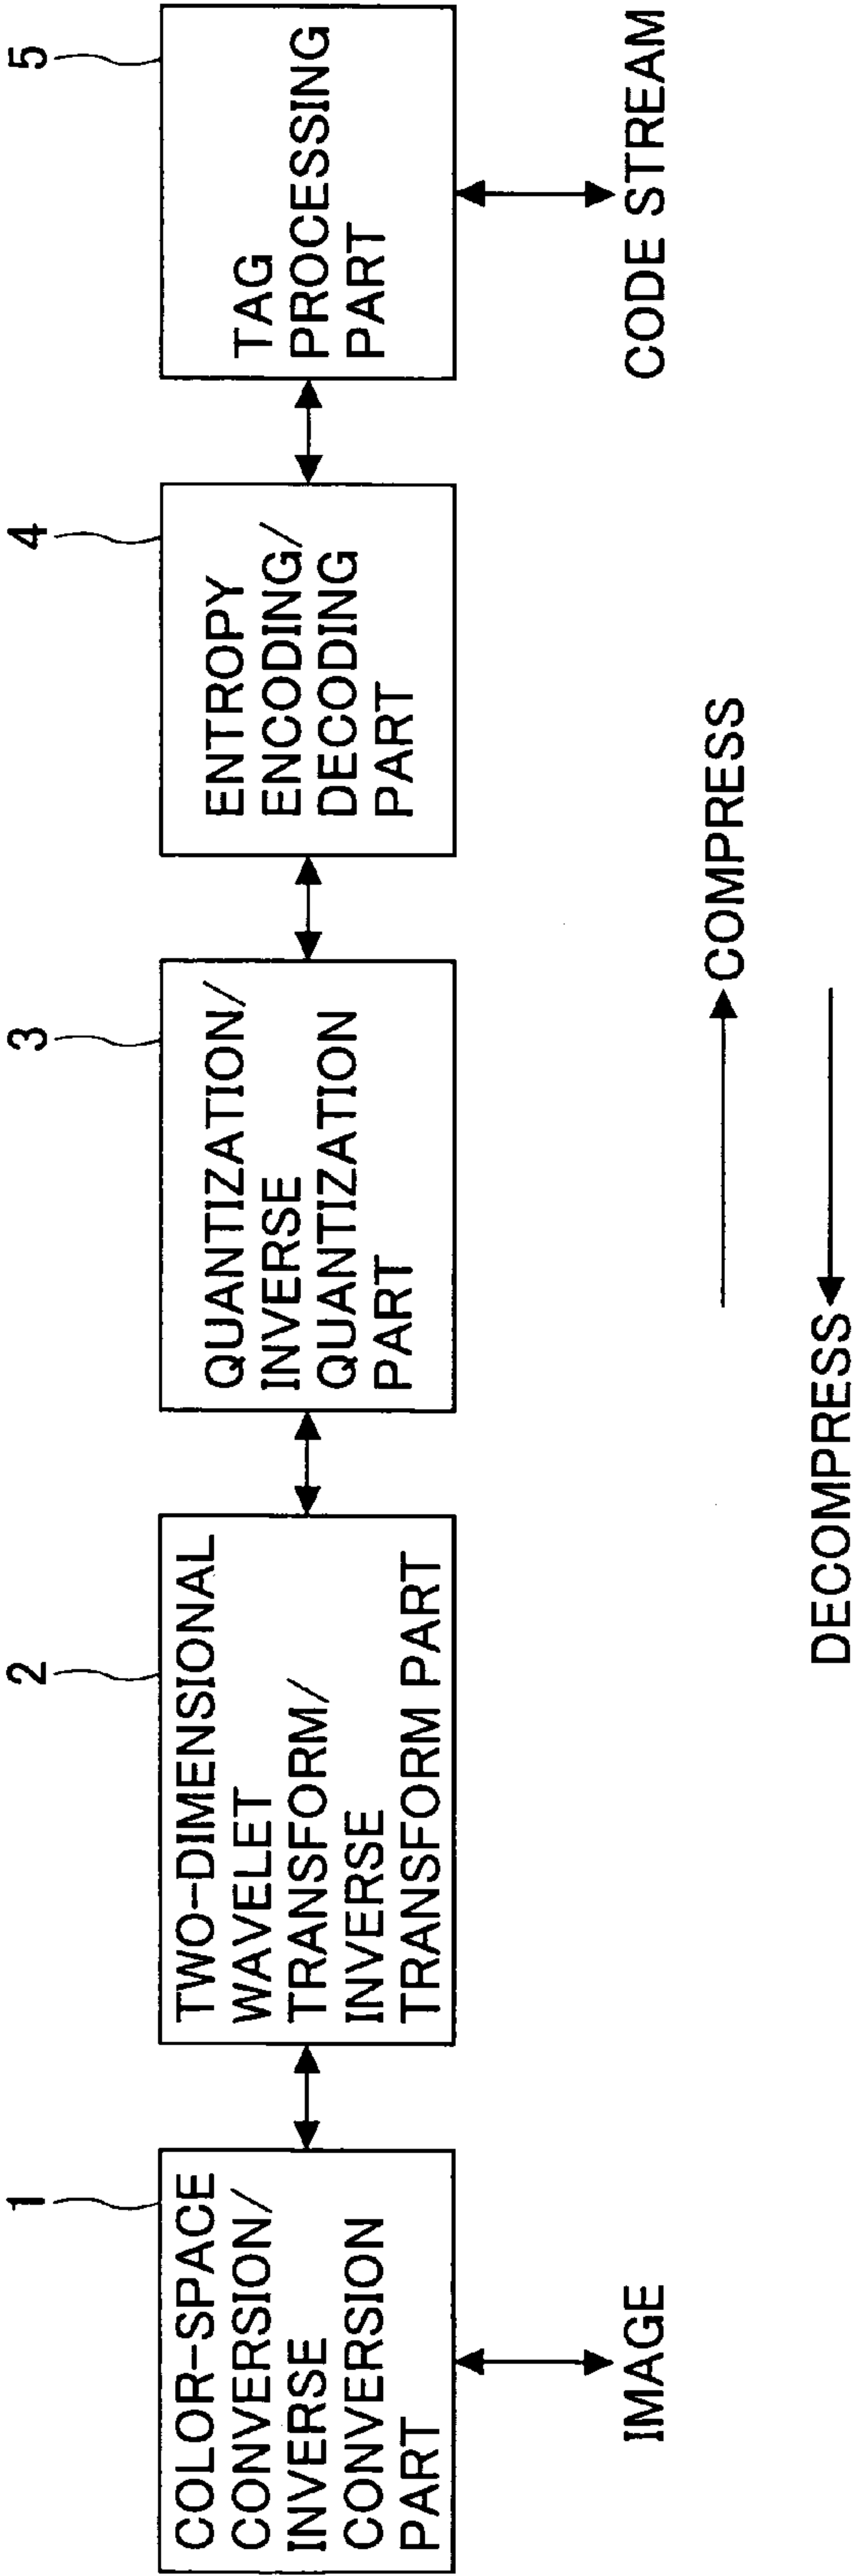 1
COLOR-SPACE
CONVERSION/
INVERSE
CONVERSION
PART
2
TWO-DIMENSIONAL
WAVELET
TRANSFORM/
INVERSE
TRANSFORM PART
3
QUANTIZATION/
INVERSE
QUANTIZATION
PART
4
ENTROPY
ENCODING/
DECODING
PART
5
TAG
PROCESSING
PART
IMAGE
CODE STREAM
COMPRESS
DECOMPRESS